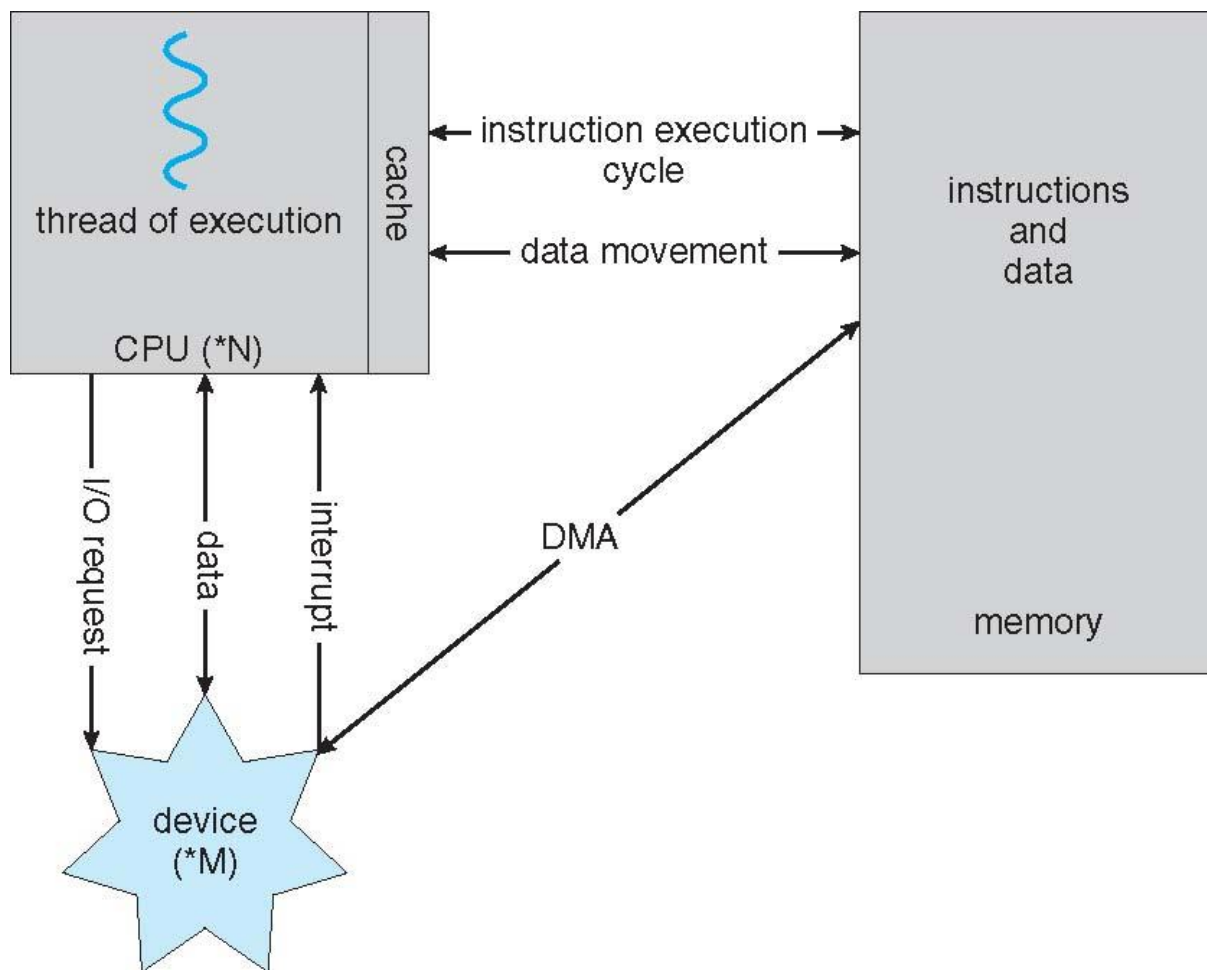 thread of execution
cache
CPU (*N)
instruction execution
cycle
data movement
instructions
and
data
memory
I/O request
data
interrupt
DMA
device
(*M)